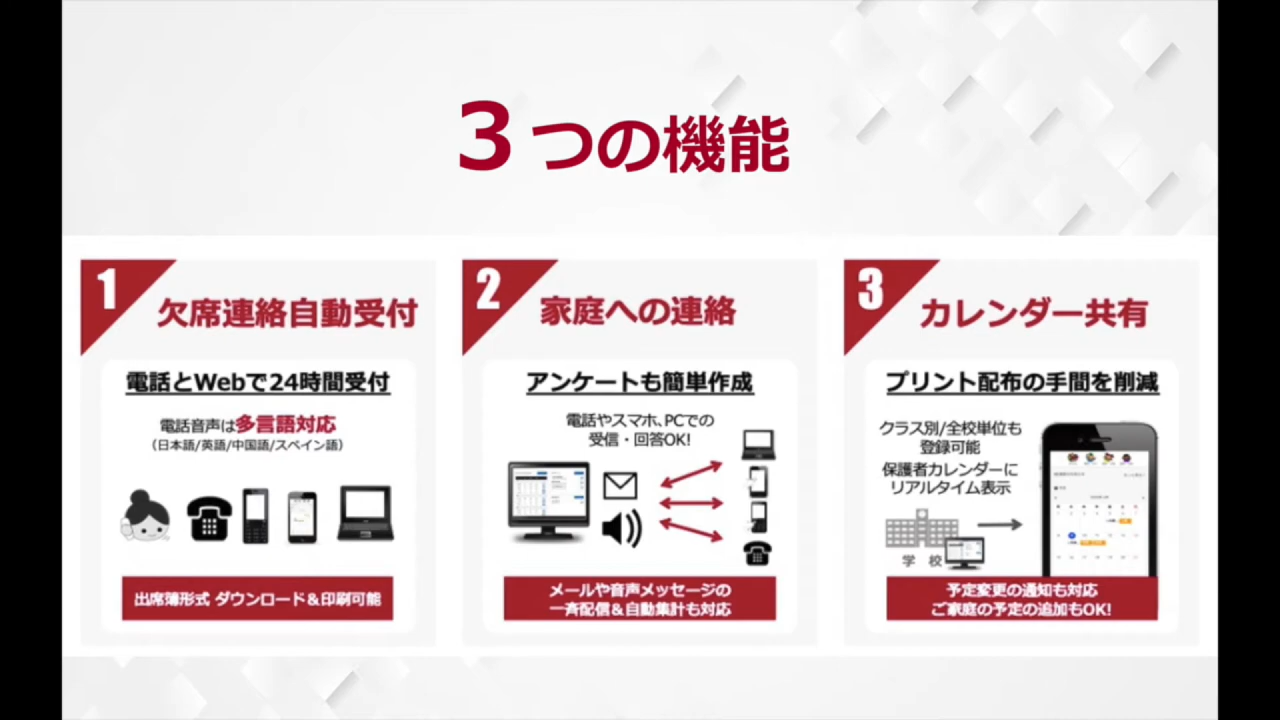 3つの機能
1
欠席連絡自動受付
電話とWebで24時間受付
電話音声は多言語対応
（日本語/英語/中国語/スペイン語）
出席簿形式 ダウンロード＆印刷可能
2
家庭への連絡
アンケートも簡単作成
電話やスマホ、PCでの
受信・回答OK!
メールや音声メッセージの
一斉配信＆自動集計も対応
3
カレンダー共有
プリント配布の手間を削減
クラス別/全校単位も
登録可能
保護者カレンダーに
リアルタイム表示
学 校
予定変更の通知も対応
ご家庭の予定の追加もOK!